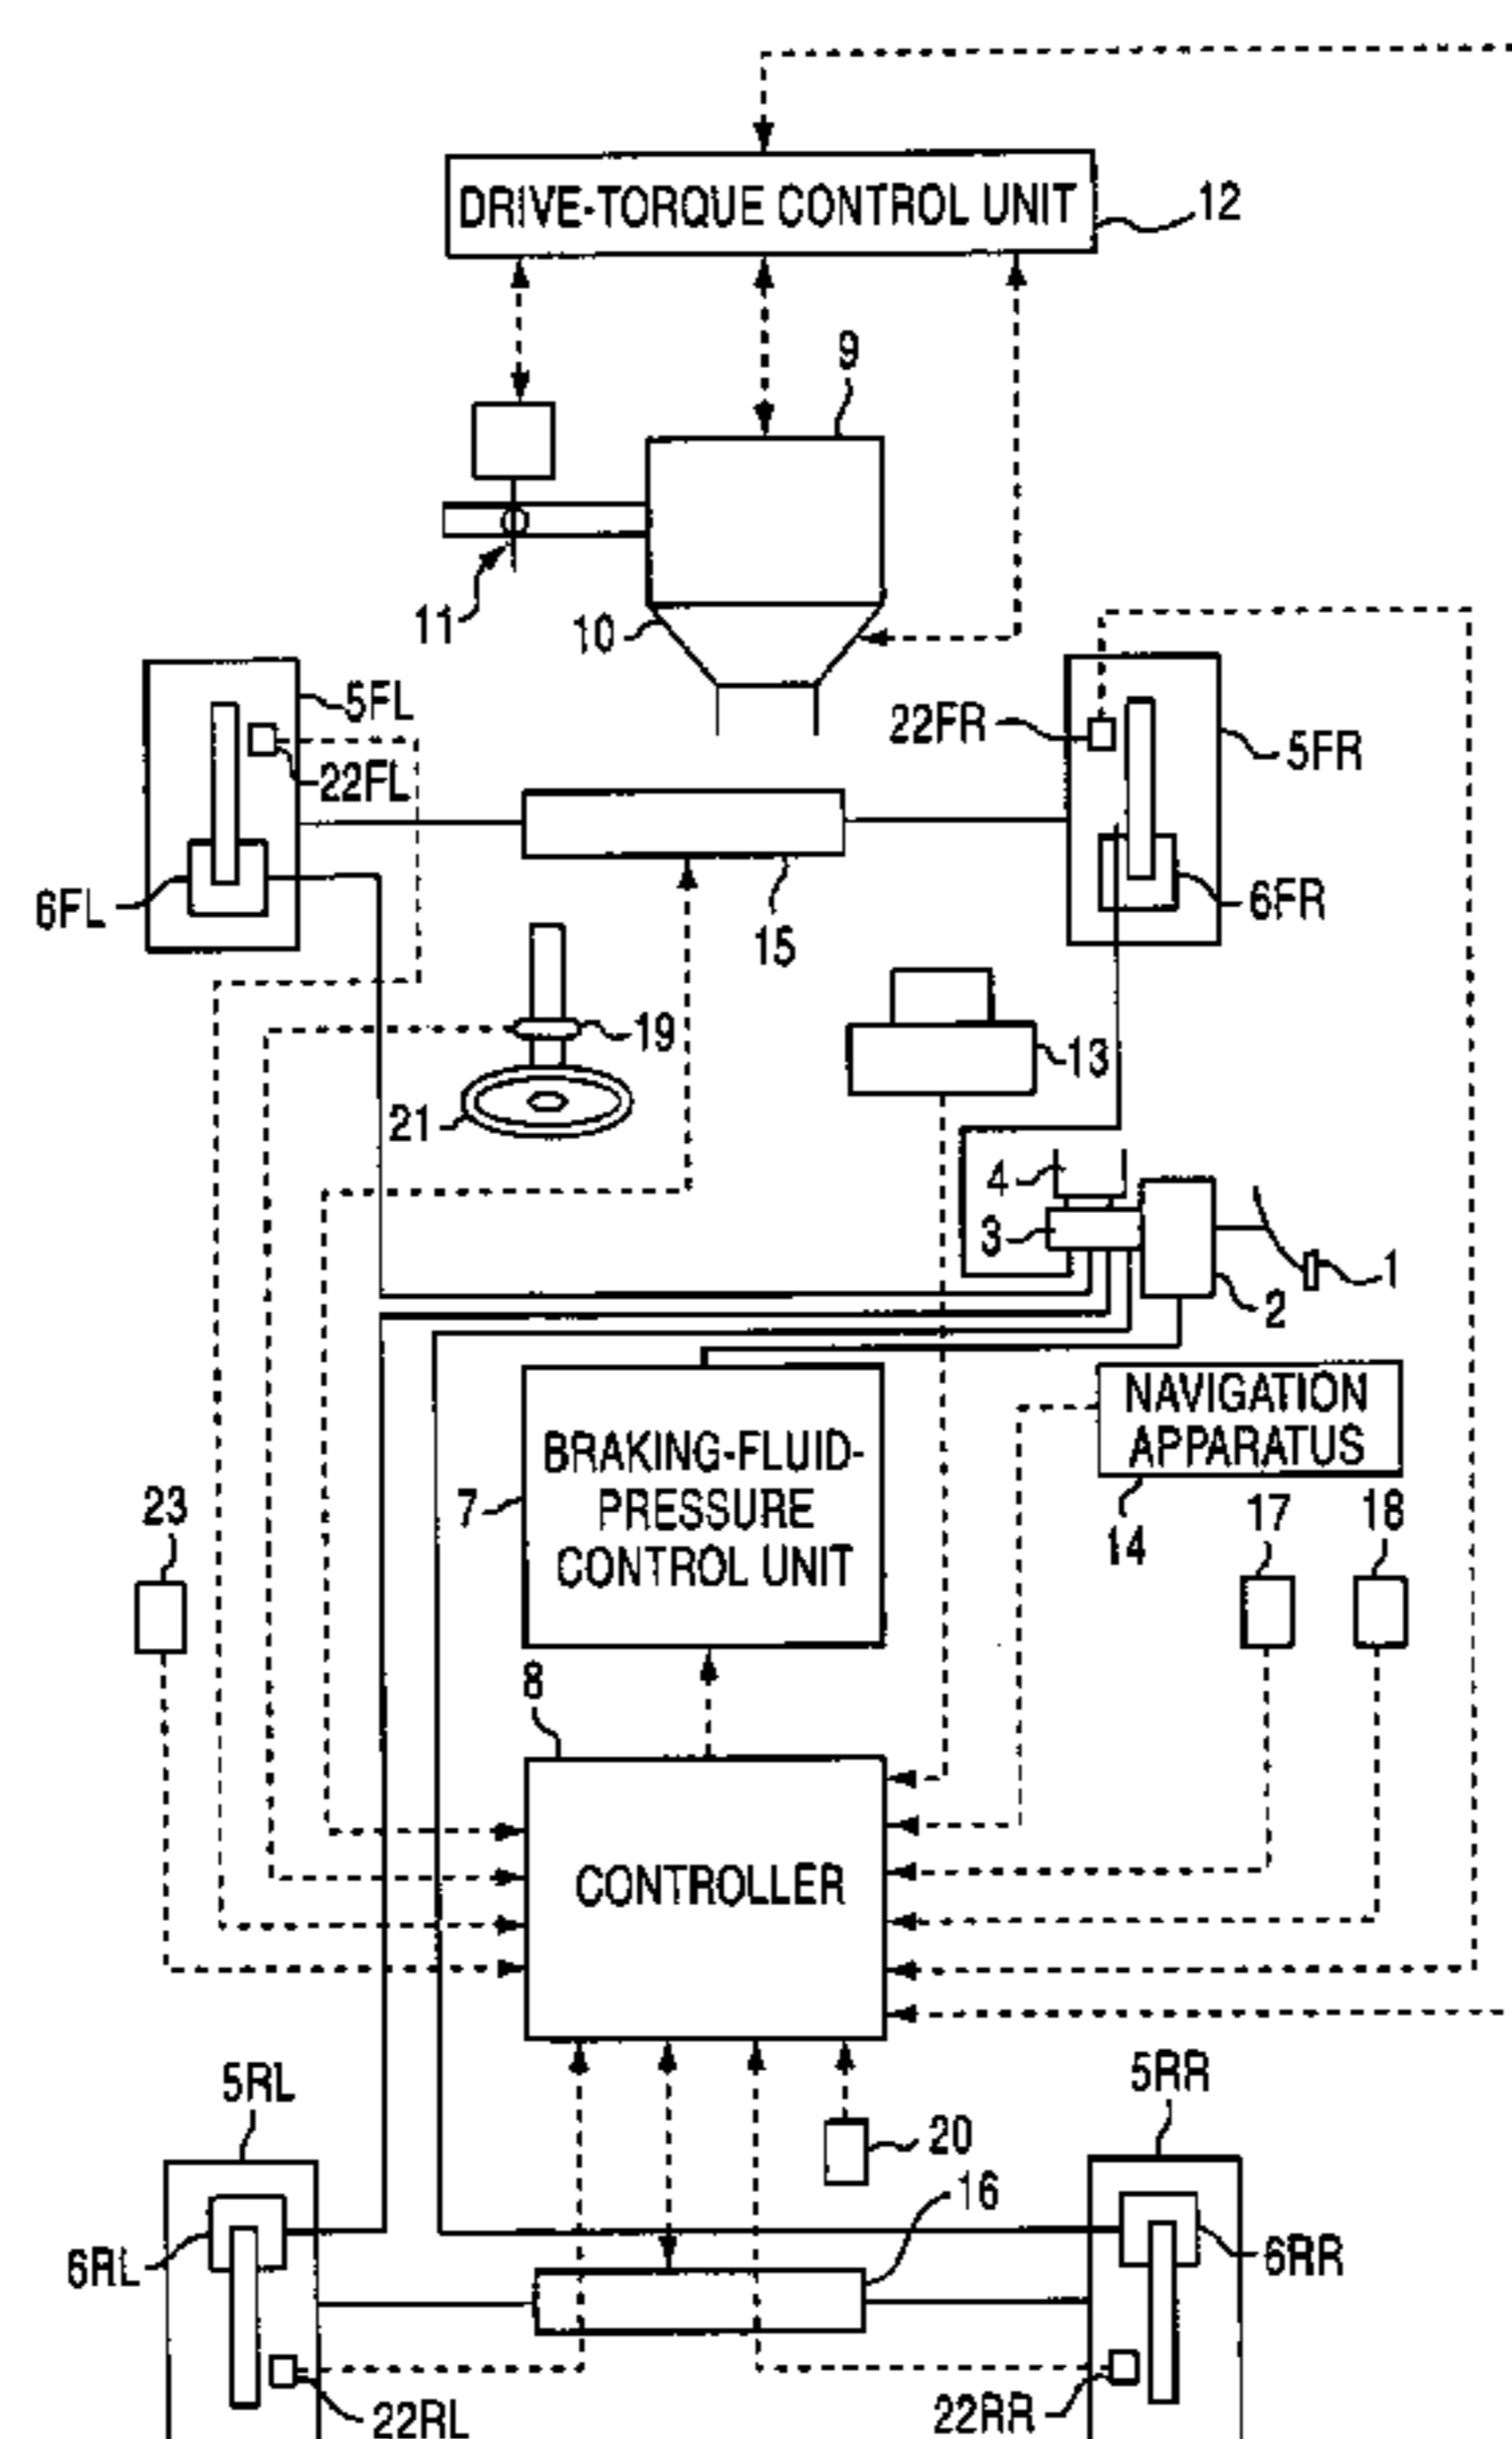 DRIVE-TORQUE CONTROL UNIT
12
9
11
10
5FL
22FL
22FR
5FR
6FL
6FR
15
19
13
21
4
3
1
2
NAVIGATION
APPARATUS
BRAKING-FLUID-
PRESSURE
CONTROL UNIT
7
23
14
17
18
8
CONTROLLER
5RL
5RR
20
16
6RL
6RR
22RL
22RR